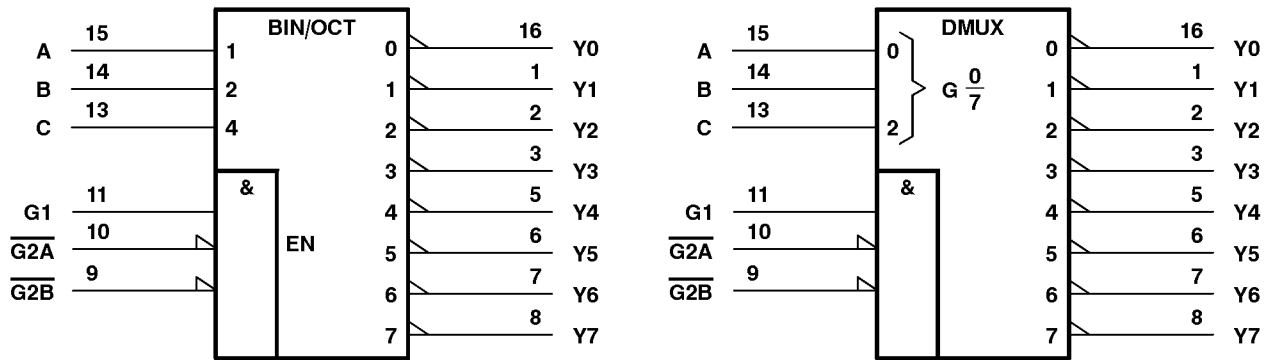 BIN/OCT
A 15 1 0 16 Y0
B 14 2 1 1 Y1
C 13 4 2 2 Y2
3 3 Y3
&
G1 11 4 5 Y4
G2A 10 EN 5 6 Y5
G2B 9 6 7 Y6
7 8 Y7
DMUX
A 15 0 0 16 Y0
B 14 G 0/7 1 1 Y1
C 13 2 2 2 Y2
3 3 Y3
&
G1 11 4 5 Y4
G2A 10 5 6 Y5
G2B 9 6 7 Y6
7 8 Y7